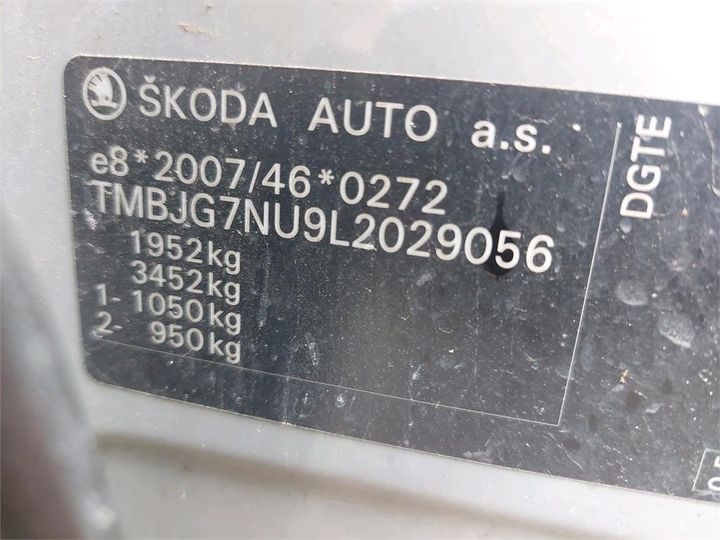 ŠKODA AUTO a.s.
e8*2007/46*0272
TMBJG7NU9L2029056
1952kg
3452kg
1- 1050kg
2- 950kg
DGTE